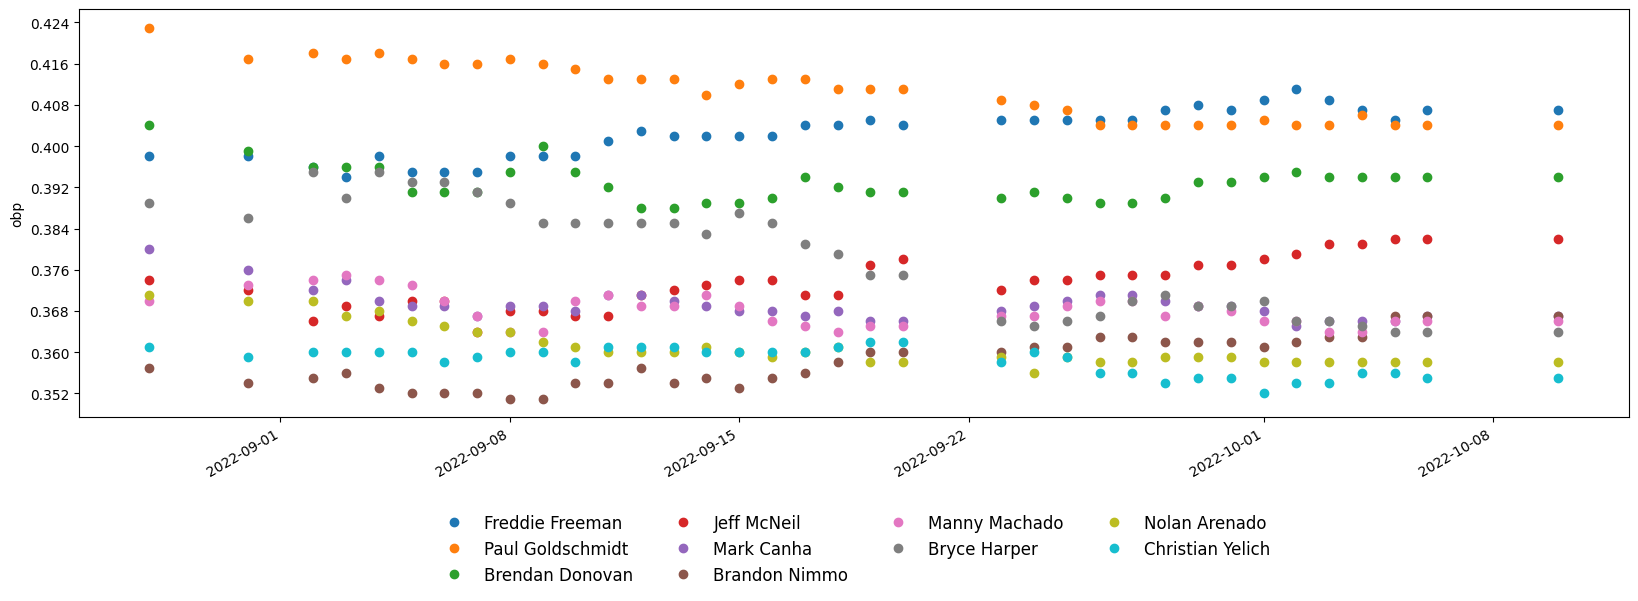 0.424
0.416
0.408
0.400
0.392
0.384
0.376
0.368
0.360
0.352
obp
2022-09-01
2022-09-08
2022-09-15
2022-09-22
2022-10-01
2022-10-08
Freddie Freeman
Paul Goldschmidt
Brendan Donovan
Jeff McNeil
Mark Canha
Brandon Nimmo
Manny Machado
Bryce Harper
Nolan Arenado
Christian Yelich